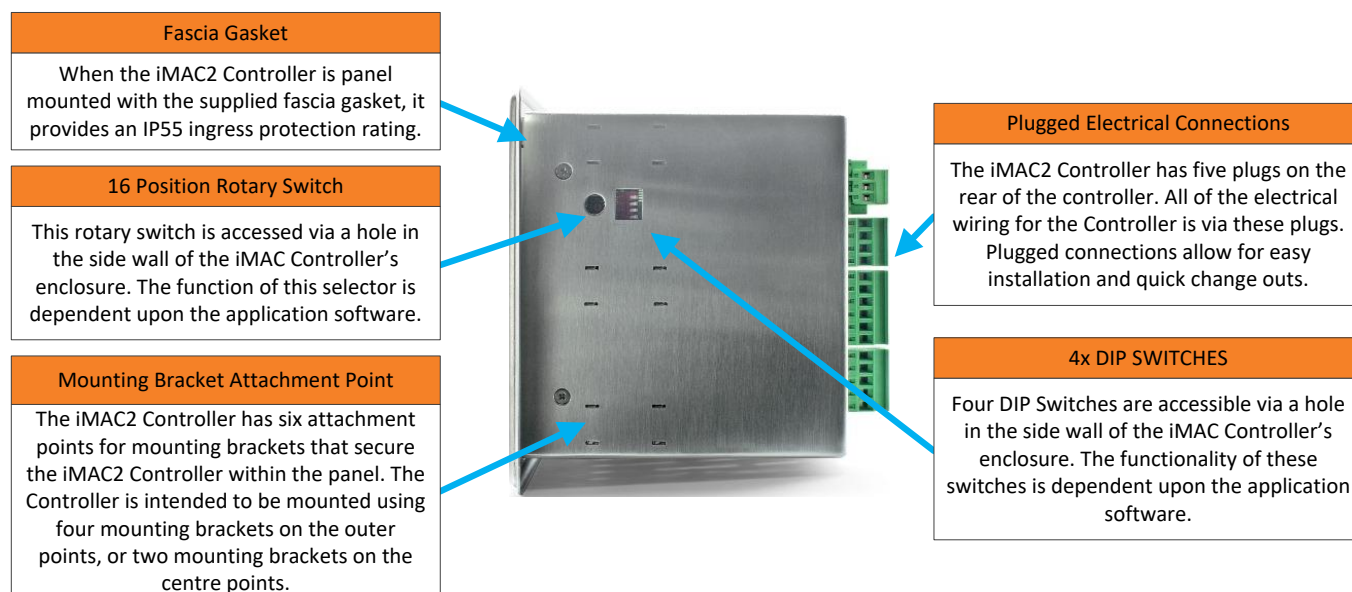 Fascia Gasket
When the iMAC2 Controller is panel
mounted with the supplied fascia gasket, it
provides an IP55 ingress protection rating.
16 Position Rotary Switch
This rotary switch is accessed via a hole in
the side wall of the iMAC Controller’s
enclosure. The function of this selector is
dependent upon the application software.
Mounting Bracket Attachment Point
The iMAC2 Controller has six attachment
points for mounting brackets that secure
the iMAC2 Controller within the panel. The
Controller is intended to be mounted using
four mounting brackets on the outer
points, or two mounting brackets on the
centre points.
Plugged Electrical Connections
The iMAC2 Controller has five plugs on the
rear of the controller. All of the electrical
wiring for the Controller is via these plugs.
Plugged connections allow for easy
installation and quick change outs.
4x DIP SWITCHES
Four DIP Switches are accessible via a hole
in the side wall of the iMAC Controller’s
enclosure. The functionality of these
switches is dependent upon the application
software.